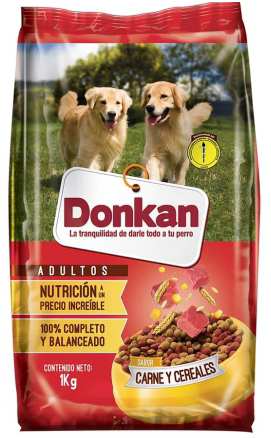 Donkan
La tranquilidad de darle todo a tu perro
ADULTOS
NUTRICIÓN A UN
PRECIO INCREÍBLE
100% COMPLETO
Y BALANCEADO
CONTENIDO NETO:
1Kg
SABOR
CARNE Y CEREALES